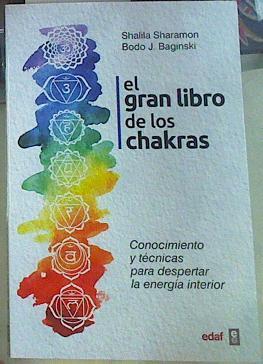 Shalila Sharamon
Bodo J. Baginski
el
gran libro
de los
chakras
Conocimiento
y técnicas
para despertar
la energía interior
edaf